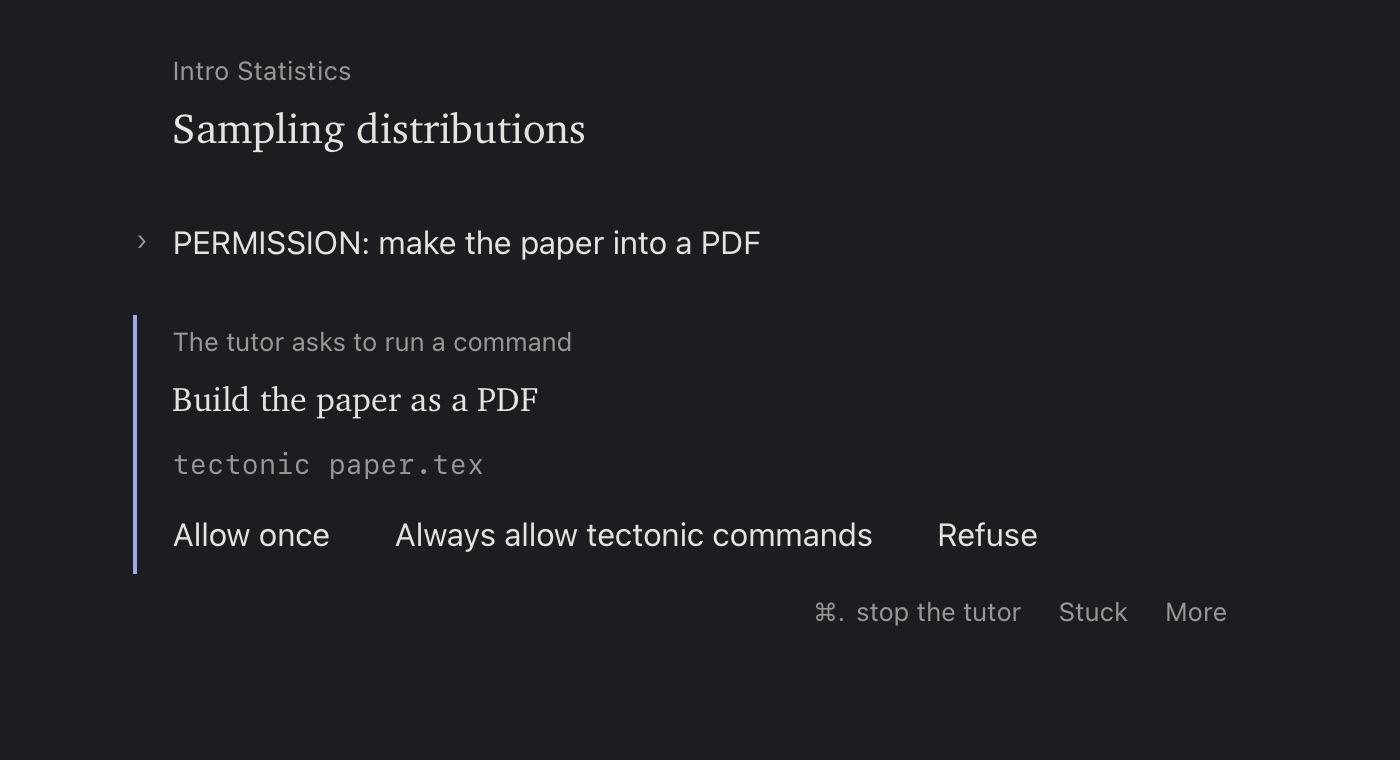 Intro Statistics
Sampling distributions
› PERMISSION: make the paper into a PDF
The tutor asks to run a command
Build the paper as a PDF
tectonic paper.tex
Allow once Always allow tectonic commands Refuse
⌘. stop the tutor Stuck More